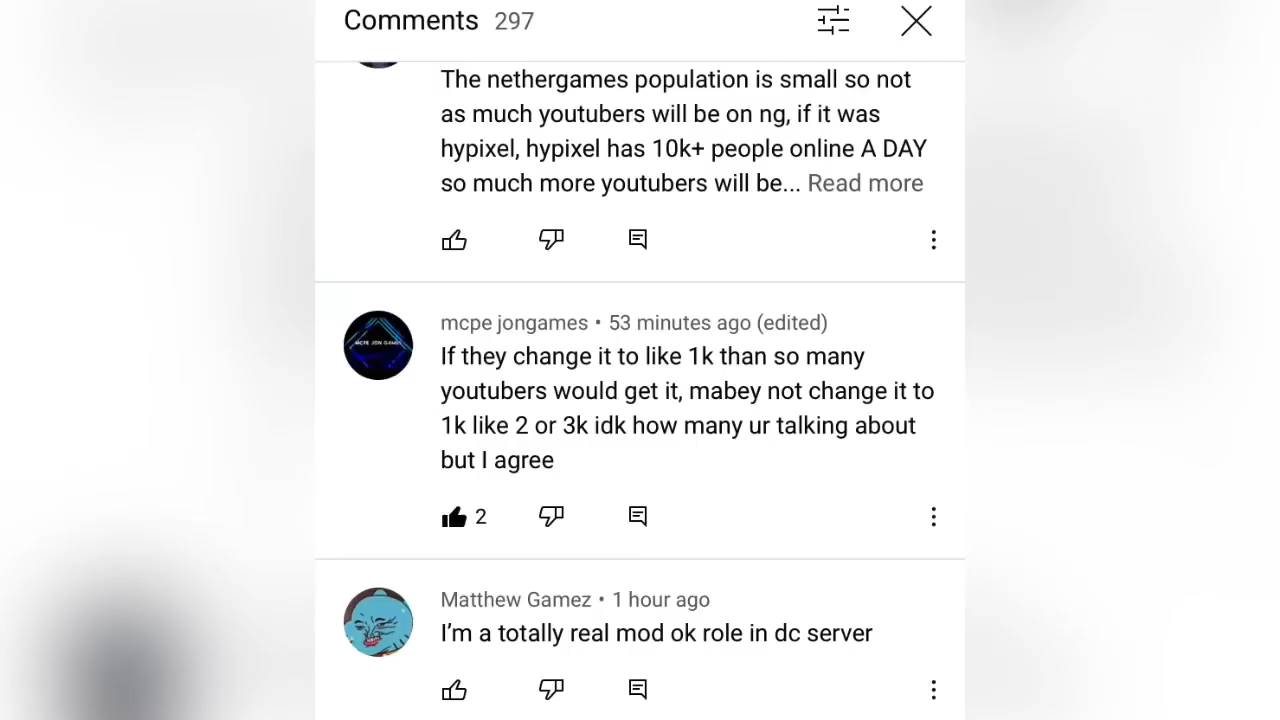 Comments 297
The nethergames population is small so not
as much youtubers will be on ng, if it was
hypixel, hypixel has 10k+ people online A DAY
so much more youtubers will be... Read more
mcpe jongames • 53 minutes ago (edited)
MCPE JON GAMES
If they change it to like 1k than so many
youtubers would get it, mabey not change it to
1k like 2 or 3k idk how many ur talking about
but I agree
2
Matthew Gamez • 1 hour ago
I'm a totally real mod ok role in dc server